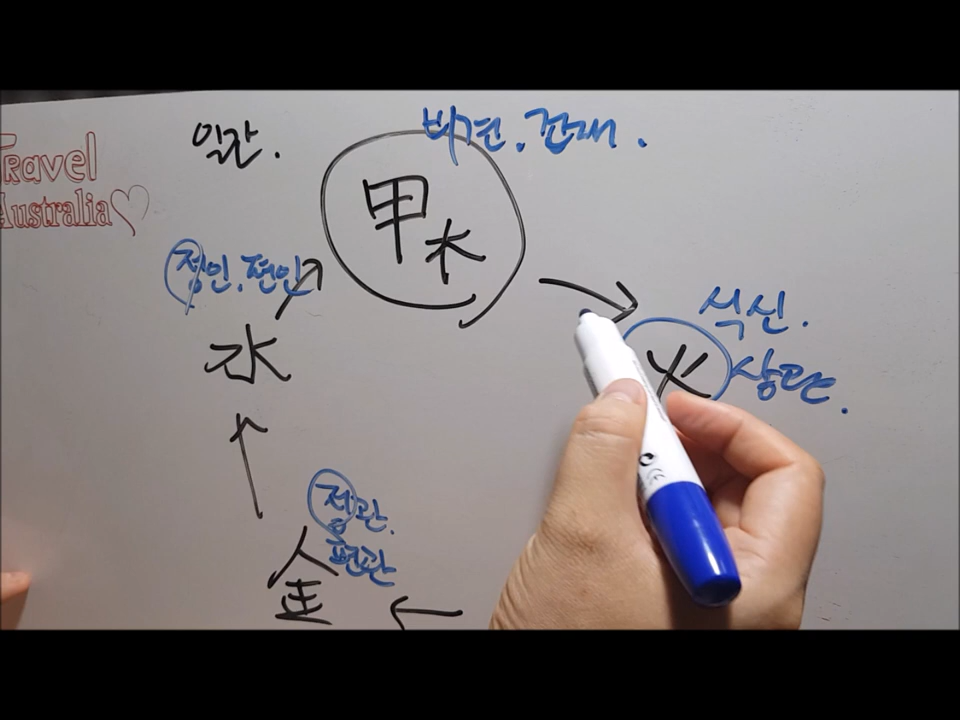 비견. 겁재.
일간.
Travel
Australia
甲木
정인. 편인
식신.
水
火
상관.
정관.
편관
金